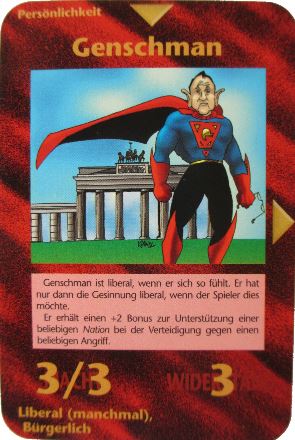 Persönlichkeit
Genschman
Genschman ist liberal, wenn er sich so fühlt. Er hat
nur dann die Gesinnung liberal, wenn der Spieler dies
möchte.
Er erhält einen +2 Bonus zur Unterstützung einer
beliebigen Nation bei der Verteidigung gegen einen
beliebigen Angriff.
3/3 3
Liberal (manchmal),
Bürgerlich